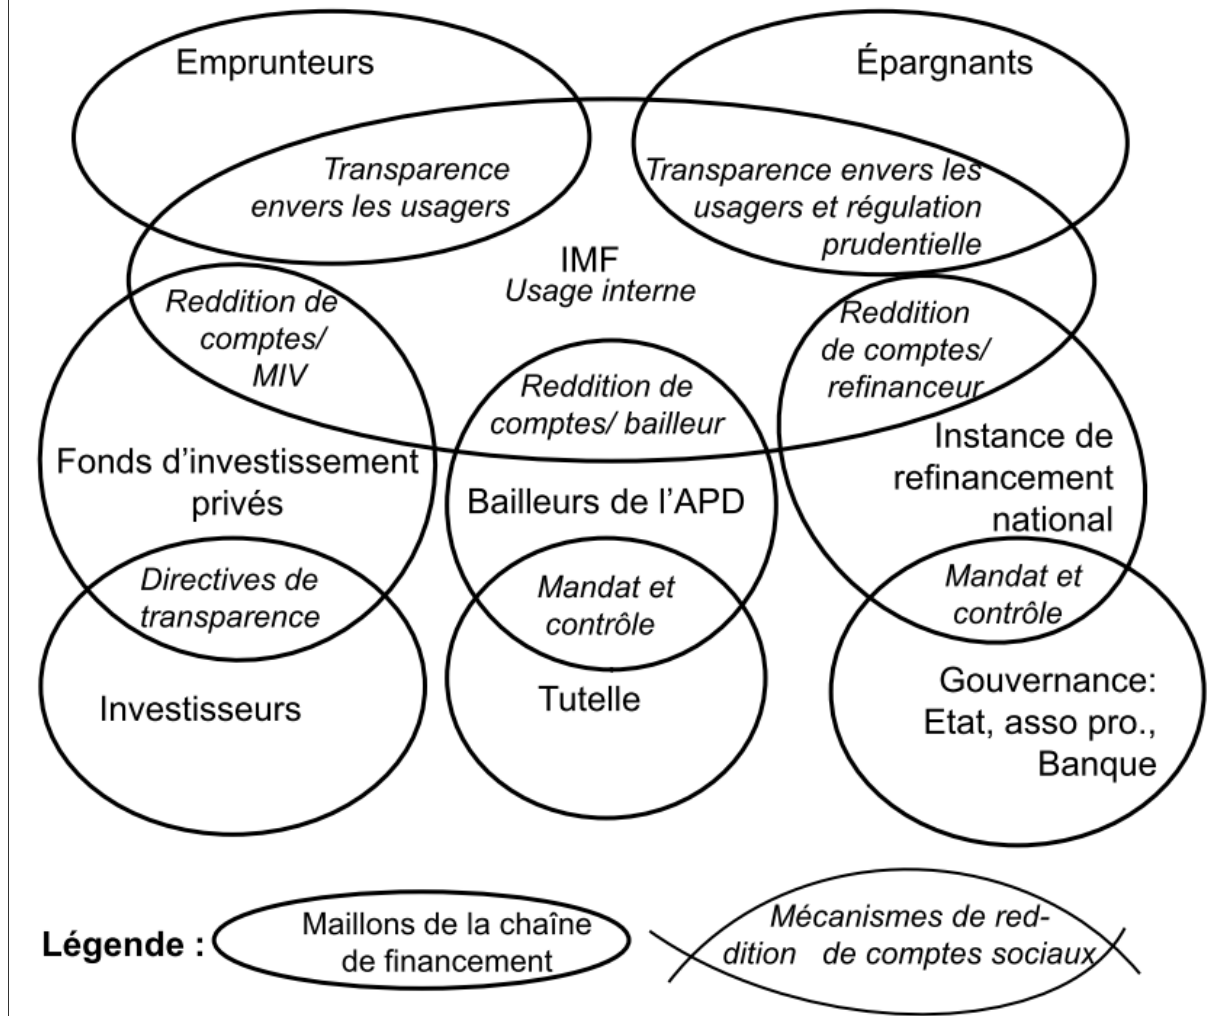 Emprunteurs
Épargnants
Transparence
envers les usagers
Transparence envers les
usagers et régulation
prudentielle
IMF
Usage interne
Reddition de
comptes/
MIV
Reddition de
comptes/ bailleur
Reddition
de comptes/
refinanceur
Fonds d’investissement
privés
Bailleurs de l’APD
Instance de
refinancement
national
Directives de
transparence
Mandat et
contrôle
Mandat et
contrôle
Investisseurs
Tutelle
Gouvernance:
Etat, asso pro.,
Banque
Légende :
Maillons de la chaîne
de financement
Mécanismes de red-
dition de comptes sociaux